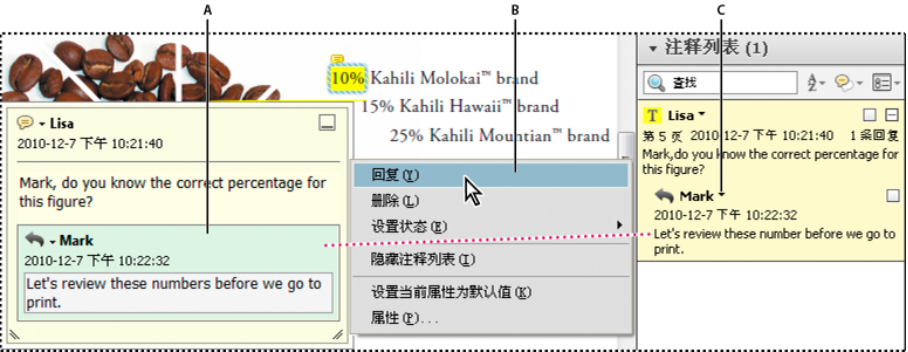 A
B
C
10% Kahili Molokai™ brand
15% Kahili Hawaii™ brand
25% Kahili Mountian™ brand
Lisa
2010-12-7 下午 10:21:40
Mark, do you know the correct percentage for
this figure?
Mark
2010-12-7 下午 10:22:32
Let's review these numbers before we go to
print.
回复(Y)
删除(L)
设置状态(E)
隐藏注释列表(I)
设置当前属性为默认值(K)
属性(P)...
注释列表 (1)
查找
T Lisa
第 5 页 2010-12-7 下午 10:21:40 1 条回复
Mark,do you know the correct percentage for
this figure?
Mark
2010-12-7 下午 10:22:32
Let's review these number before we go to
print.